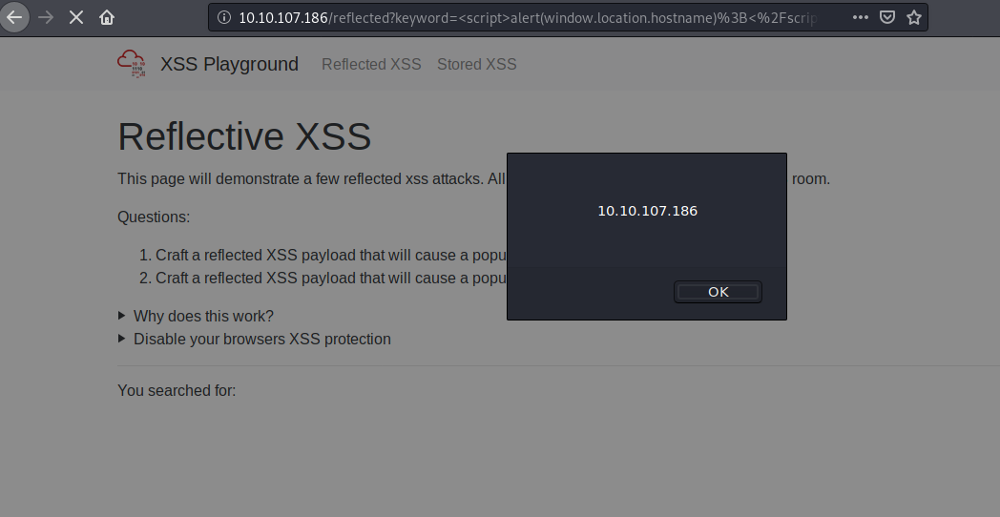 10.10.107.186/reflected?keyword=<script>alert(window.location.hostname)%3B<%2Fscrip
XSS Playground Reflected XSS Stored XSS
Reflective XSS
This page will demonstrate a few reflected xss attacks. All room.
Questions:
1. Craft a reflected XSS payload that will cause a popu
2. Craft a reflected XSS payload that will cause a popu
Why does this work?
Disable your browsers XSS protection
You searched for:
10.10.107.186
OK